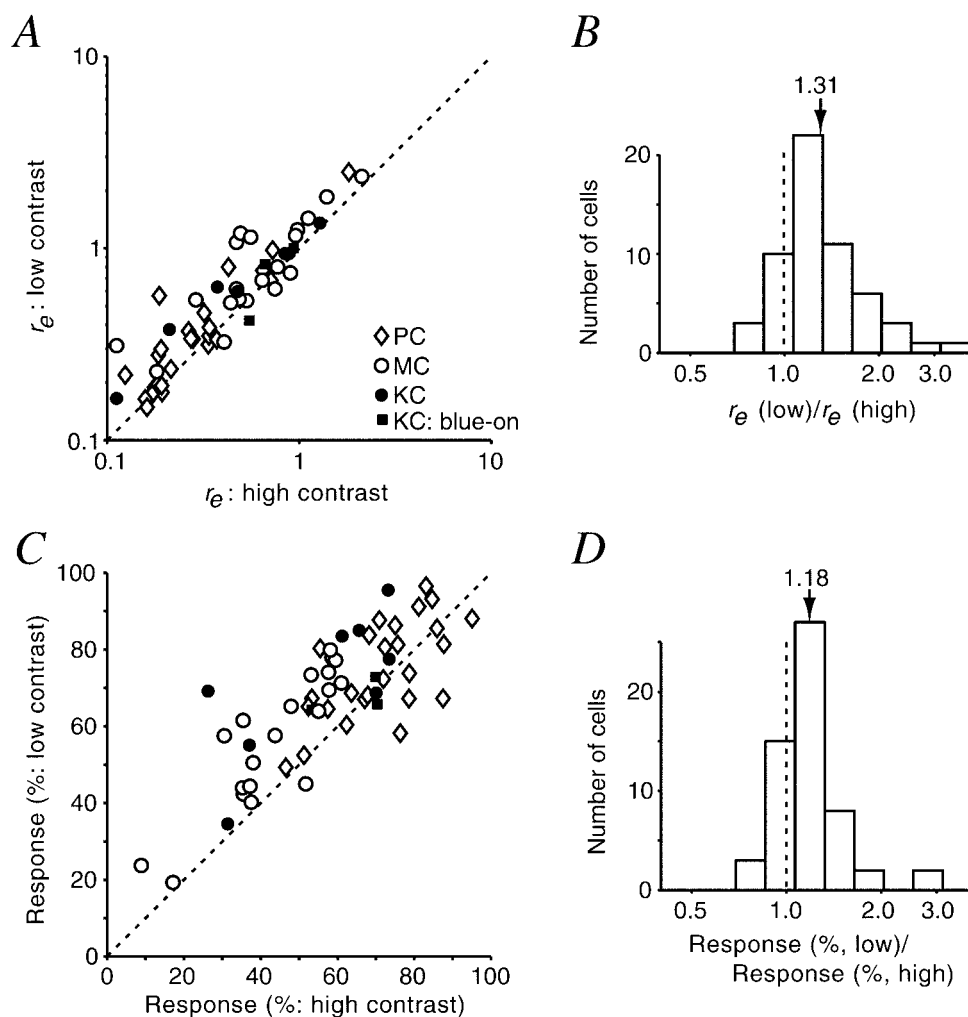 A
10
1
0.1
0.1
1
10
r_e : low contrast
r_e : high contrast
PC
MC
KC
KC: blue-on
B
1.31
20
10
0
0.5
1.0
2.0
3.0
Number of cells
r_e (low)/r_e (high)
C
100
80
60
40
20
0
0
20
40
60
80
100
Response (%: low contrast)
Response (%: high contrast)
D
1.18
20
10
0
0.5
1.0
2.0
3.0
Number of cells
Response (%, low)/
Response (%, high)